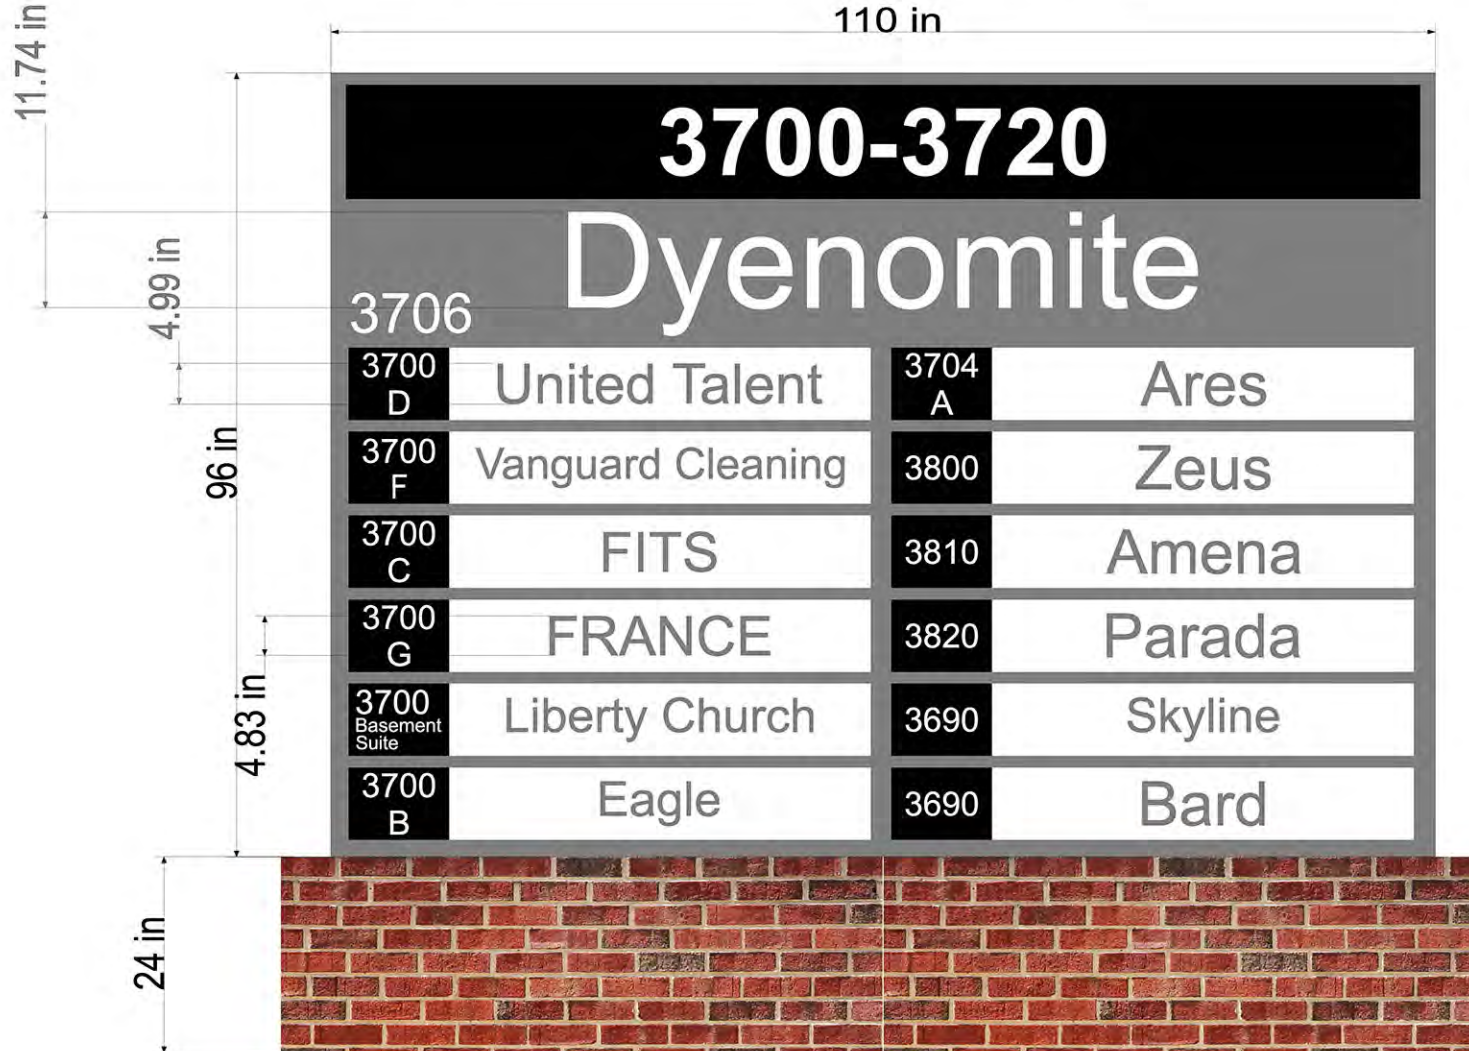 110 in
11.74 in
3700-3720
Dyenomite
4.99 in
3706
3700
D
United Talent
3704
A
Ares
96 in
3700
F
Vanguard Cleaning
3800
Zeus
3700
C
FITS
3810
Amena
3700
G
FRANCE
3820
Parada
4.83 in
3700
Basement
Suite
Liberty Church
3690
Skyline
3700
B
Eagle
3690
Bard
24 in